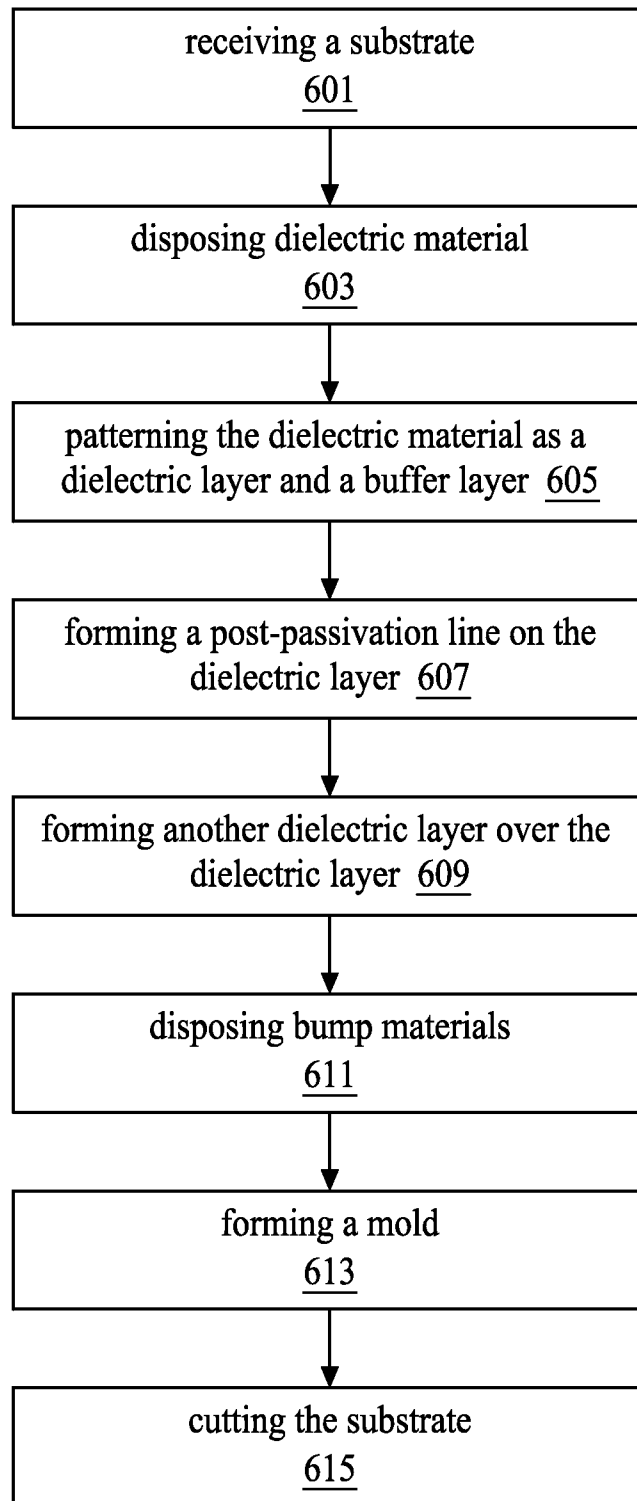 receiving a substrate
601
disposing dielectric material
603
patterning the dielectric material as a
dielectric layer and a buffer layer 605
forming a post-passivation line on the
dielectric layer 607
forming another dielectric layer over the
dielectric layer 609
disposing bump materials
611
forming a mold
613
cutting the substrate
615